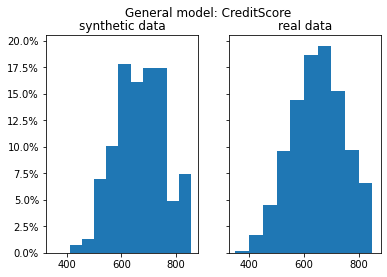 General model: CreditScore
synthetic data
real data
20.0%
17.5%
15.0%
12.5%
10.0%
7.5%
5.0%
2.5%
0.0%
400 600 800
400 600 800